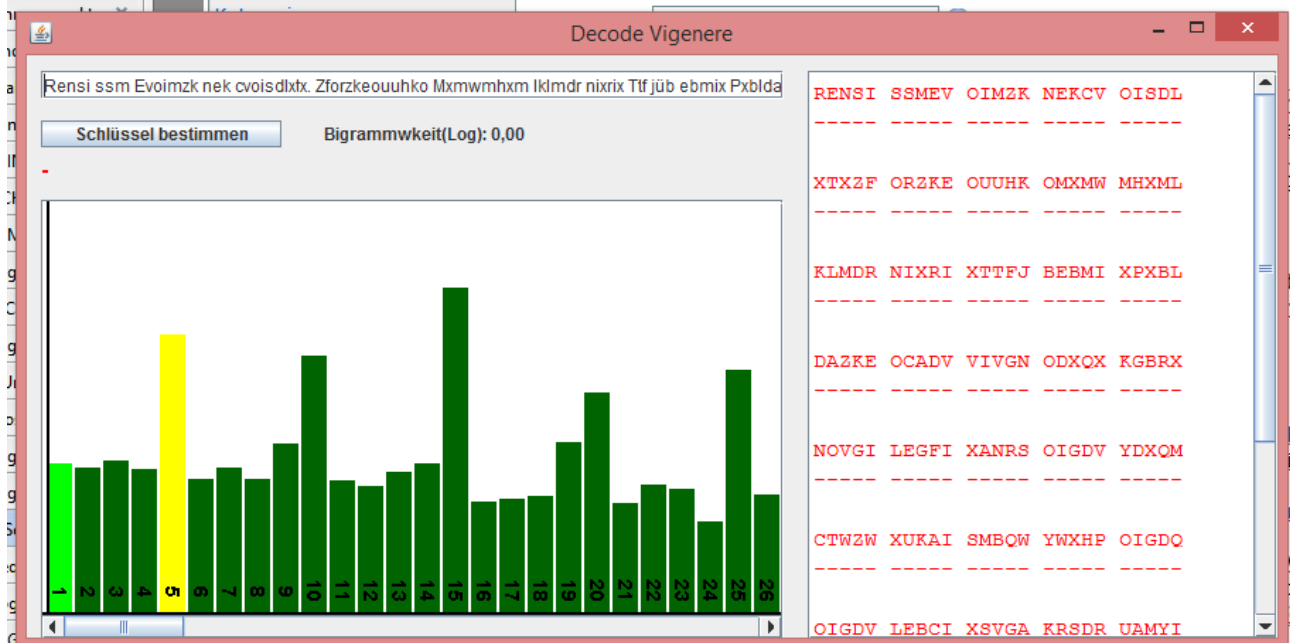 Decode Vigenere
Rensi ssm Evoimzk nek cvoisdlxtx. Zforzkeouuhko Mxmwmhxm Iklmdr nixrix Ttf jüb ebmix Pxblda
Schlüssel bestimmen
Bigrammwkeit(Log): 0,00
-
1 2 3 4 5 6 7 8 9 10 11 12 13 14 15 16 17 18 19 20 21 22 23 24 25 26
RENSI SSMEV OIMZK NEKCV OISDL
----- ----- ----- ----- -----
XTXZF ORZKE OUUHK OMXMW MHXML
----- ----- ----- ----- -----
KLMDR NIXRI XTTFJ BEBMI XPXBL
----- ----- ----- ----- -----
DAZKE OCADV VIVGN ODXQX KGBRX
----- ----- ----- ----- -----
NOVGI LEGFI XANRS OIGDV YDXQM
----- ----- ----- ----- -----
CTWZW XUKAI SMBQW YWXHP OIGDQ
----- ----- ----- ----- -----
OIGDV LEBCI XSVGA KRSDR UAMYI